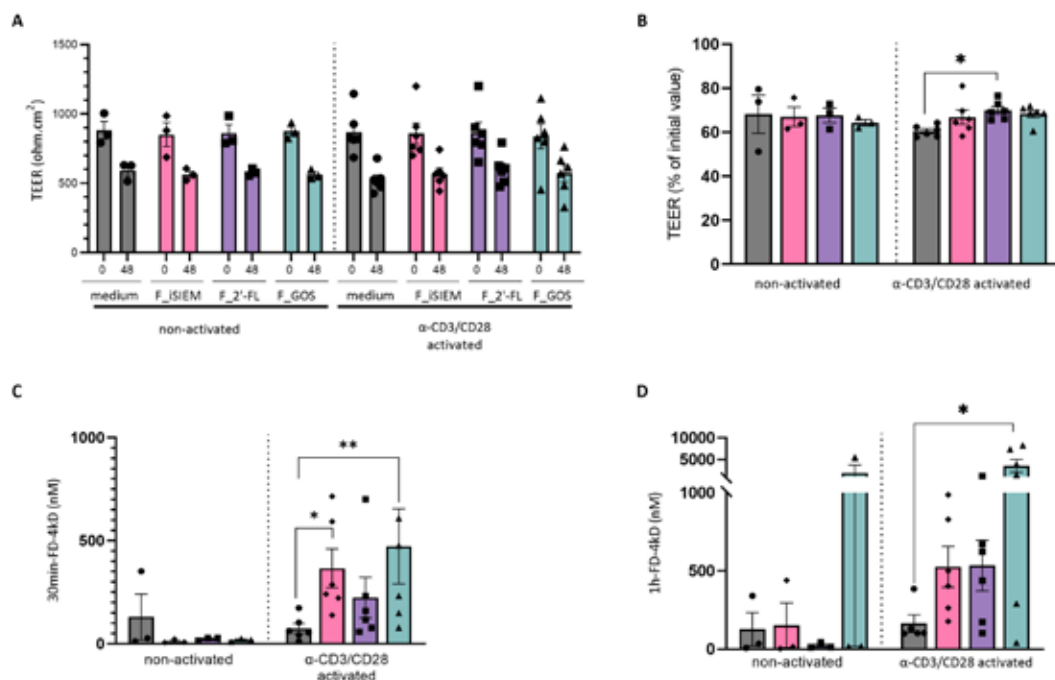 A
TEER (ohm.cm²)
1500
1000
500
0
0 48 0 48 0 48 0 48 0 48 0 48 0 48 0 48
medium F_iSIEM F_2'-FL F_GOS medium F_iSIEM F_2'-FL F_GOS
non-activated
α-CD3/CD28
activated
B
TEER (% of initial value)
100
80
60
40
20
0
*
non-activated α-CD3/CD28 activated
C
30min-FD-4kD (nM)
1000
500
0
**
*
non-activated
α-CD3/CD28
activated
D
1h-FD-4kD (nM)
10000
5000
1000
500
0
*
non-activated α-CD3/CD28 activated